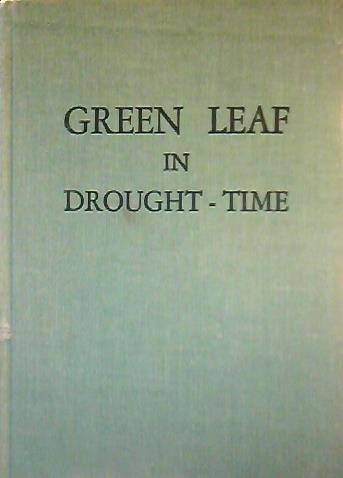 GREEN LEAF
IN
DROUGHT - TIME